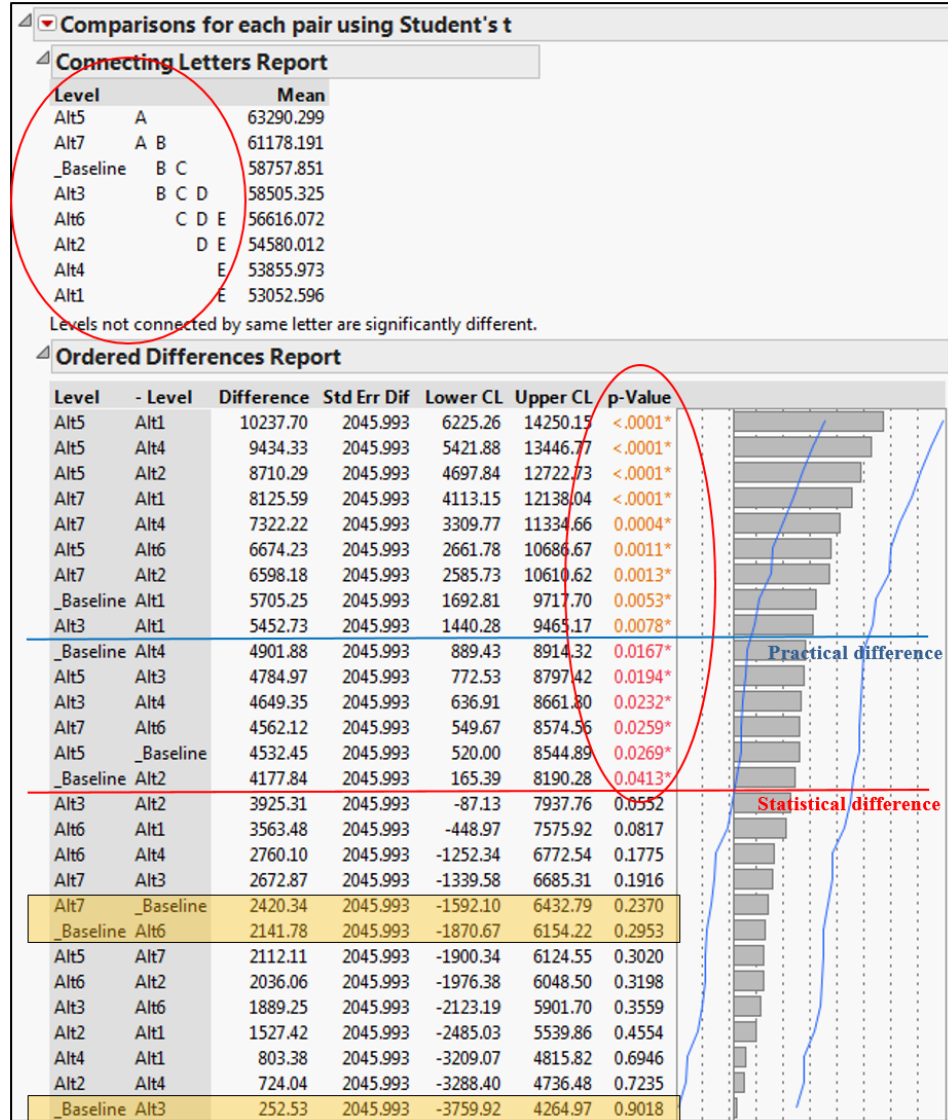 Comparisons for each pair using Student's t
Connecting Letters Report
Level Mean
Alt5 A 63290.299
Alt7 A B 61178.191
_Baseline B C 58757.851
Alt3 B C D 58505.325
Alt6 C D E 56616.072
Alt2 D E 54580.012
Alt4 E 53855.973
Alt1 E 53052.596
Levels not connected by same letter are significantly different.
Ordered Differences Report
Level - Level Difference Std Err Dif Lower CL Upper CL p-Value
Alt5 Alt1 10237.70 2045.993 6225.26 14250.15 <.0001*
Alt5 Alt4 9434.33 2045.993 5421.88 13446.77 <.0001*
Alt5 Alt2 8710.29 2045.993 4697.84 12722.73 <.0001*
Alt7 Alt1 8125.59 2045.993 4113.15 12138.04 <.0001*
Alt7 Alt4 7322.22 2045.993 3309.77 11334.66 0.0004*
Alt5 Alt6 6674.23 2045.993 2661.78 10686.67 0.0011*
Alt7 Alt2 6598.18 2045.993 2585.73 10610.62 0.0013*
_Baseline Alt1 5705.25 2045.993 1692.81 9717.70 0.0053*
Alt3 Alt1 5452.73 2045.993 1440.28 9465.17 0.0078*
_Baseline Alt4 4901.88 2045.993 889.43 8914.32 0.0167* Practical difference
Alt5 Alt3 4784.97 2045.993 772.53 8797.42 0.0194*
Alt3 Alt4 4649.35 2045.993 636.91 8661.80 0.0232*
Alt7 Alt6 4562.12 2045.993 549.67 8574.56 0.0259*
Alt5 _Baseline 4532.45 2045.993 520.00 8544.89 0.0269*
_Baseline Alt2 4177.84 2045.993 165.39 8190.28 0.0413*
Alt3 Alt2 3925.31 2045.993 -87.13 7937.76 0.0552 Statistical difference
Alt6 Alt1 3563.48 2045.993 -448.97 7575.92 0.0817
Alt6 Alt4 2760.10 2045.993 -1252.34 6772.54 0.1775
Alt7 Alt3 2672.87 2045.993 -1339.58 6685.31 0.1916
Alt7 _Baseline 2420.34 2045.993 -1592.10 6432.79 0.2370
_Baseline Alt6 2141.78 2045.993 -1870.67 6154.22 0.2953
Alt5 Alt7 2112.11 2045.993 -1900.34 6124.55 0.3020
Alt6 Alt2 2036.06 2045.993 -1976.38 6048.50 0.3198
Alt3 Alt6 1889.25 2045.993 -2123.19 5901.70 0.3559
Alt2 Alt1 1527.42 2045.993 -2485.03 5539.86 0.4554
Alt4 Alt1 803.38 2045.993 -3209.07 4815.82 0.6946
Alt2 Alt4 724.04 2045.993 -3288.40 4736.48 0.7235
_Baseline Alt3 252.53 2045.993 -3759.92 4264.97 0.9018